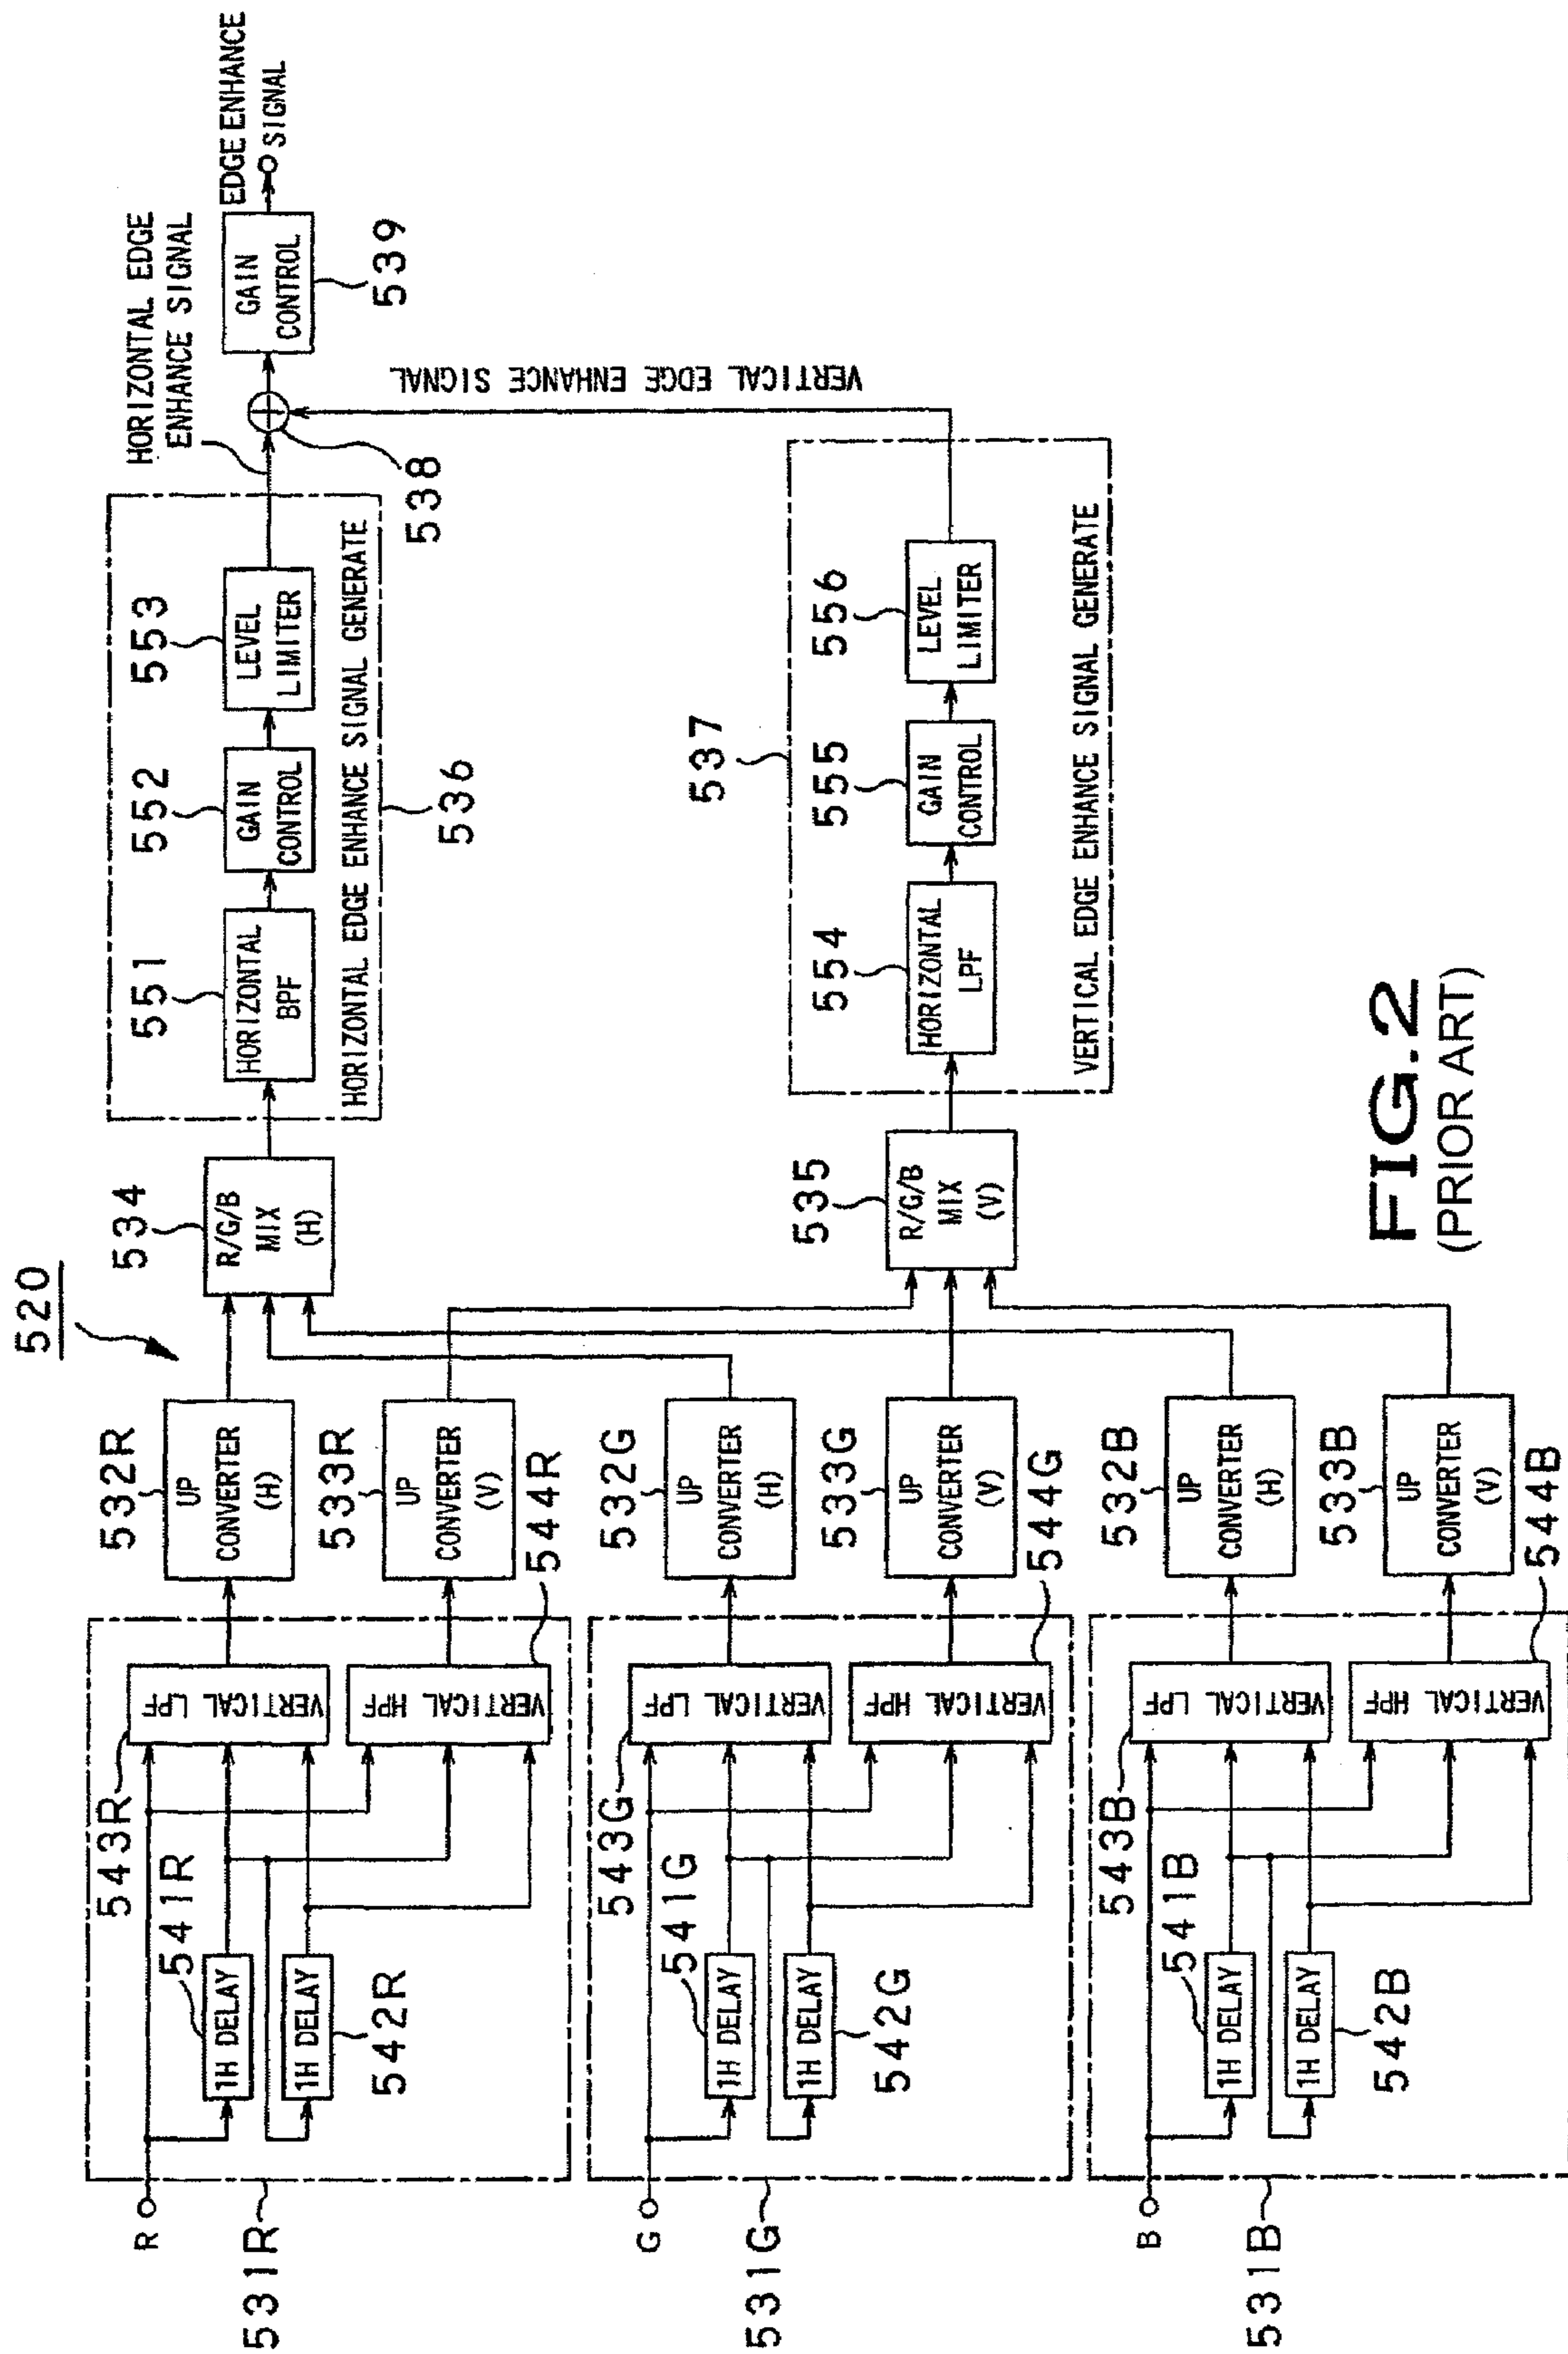 520
R
531R
541R
1H DELAY
1H DELAY
542R
543R
VERTICAL LPF
VERTICAL HPF
544R
532R
UP
CONVERTER
(H)
533R
UP
CONVERTER
(V)
G
531G
541G
1H DELAY
1H DELAY
542G
543G
VERTICAL LPF
VERTICAL HPF
544G
532G
UP
CONVERTER
(H)
533G
UP
CONVERTER
(V)
B
531B
541B
1H DELAY
1H DELAY
542B
543B
VERTICAL LPF
VERTICAL HPF
544B
532B
UP
CONVERTER
(H)
533B
UP
CONVERTER
(V)
534
R/G/B
MIX
(H)
535
R/G/B
MIX
(V)
551
HORIZONTAL
BPF
552
GAIN
CONTROL
553
LEVEL
LIMITER
HORIZONTAL EDGE ENHANCE SIGNAL GENERATE
536
537
554
HORIZONTAL
LPF
555
GAIN
CONTROL
556
LEVEL
LIMITER
VERTICAL EDGE ENHANCE SIGNAL GENERATE
HORIZONTAL EDGE
ENHANCE SIGNAL
538
VERTICAL EDGE ENHANCE SIGNAL
GAIN
CONTROL
539
EDGE ENHANCE
SIGNAL
FIG.2
(PRIOR ART)